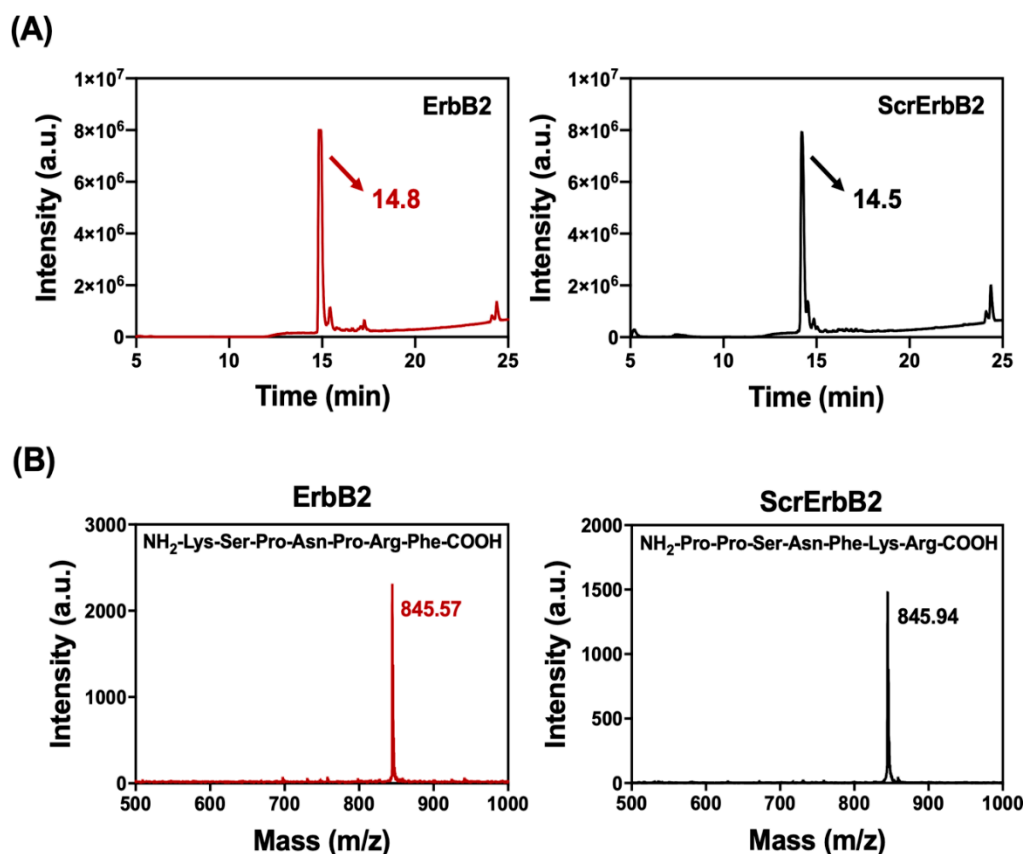 (A)
ErbB2
Intensity (a.u.)
1×10⁷
8×10⁶
6×10⁶
4×10⁶
2×10⁶
0
14.8
5 10 15 20 25
Time (min)
ScrErbB2
Intensity (a.u.)
1×10⁷
8×10⁶
6×10⁶
4×10⁶
2×10⁶
0
14.5
5 10 15 20 25
Time (min)
(B)
ErbB2
NH₂-Lys-Ser-Pro-Asn-Pro-Arg-Phe-COOH
Intensity (a.u.)
3000
2000
1000
0
845.57
500 600 700 800 900 1000
Mass (m/z)
ScrErbB2
NH₂-Pro-Pro-Ser-Asn-Phe-Lys-Arg-COOH
Intensity (a.u.)
2000
1500
1000
500
0
845.94
500 600 700 800 900 1000
Mass (m/z)